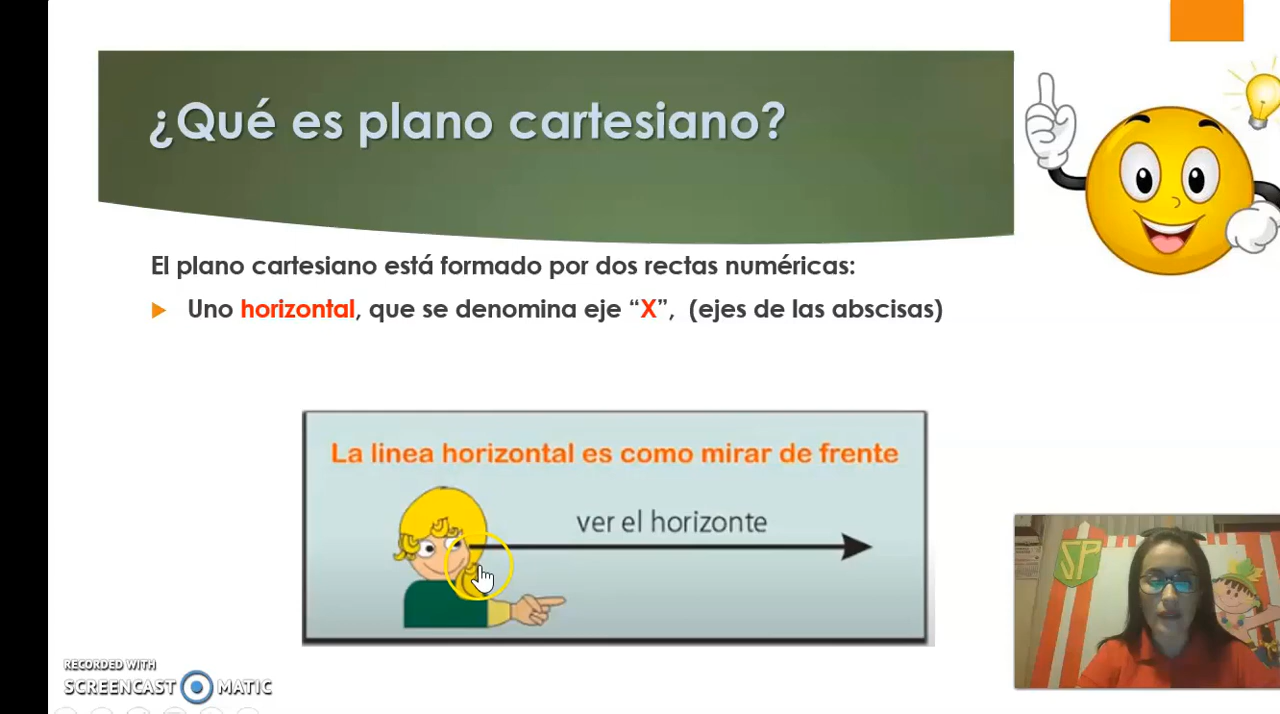 ¿Qué es plano cartesiano?
El plano cartesiano está formado por dos rectas numéricas:
Uno horizontal, que se denomina eje “X”, (ejes de las abscisas)
La linea horizontal es como mirar de frente
ver el horizonte
SP
RECORDED WITH
SCREENCAST MATIC